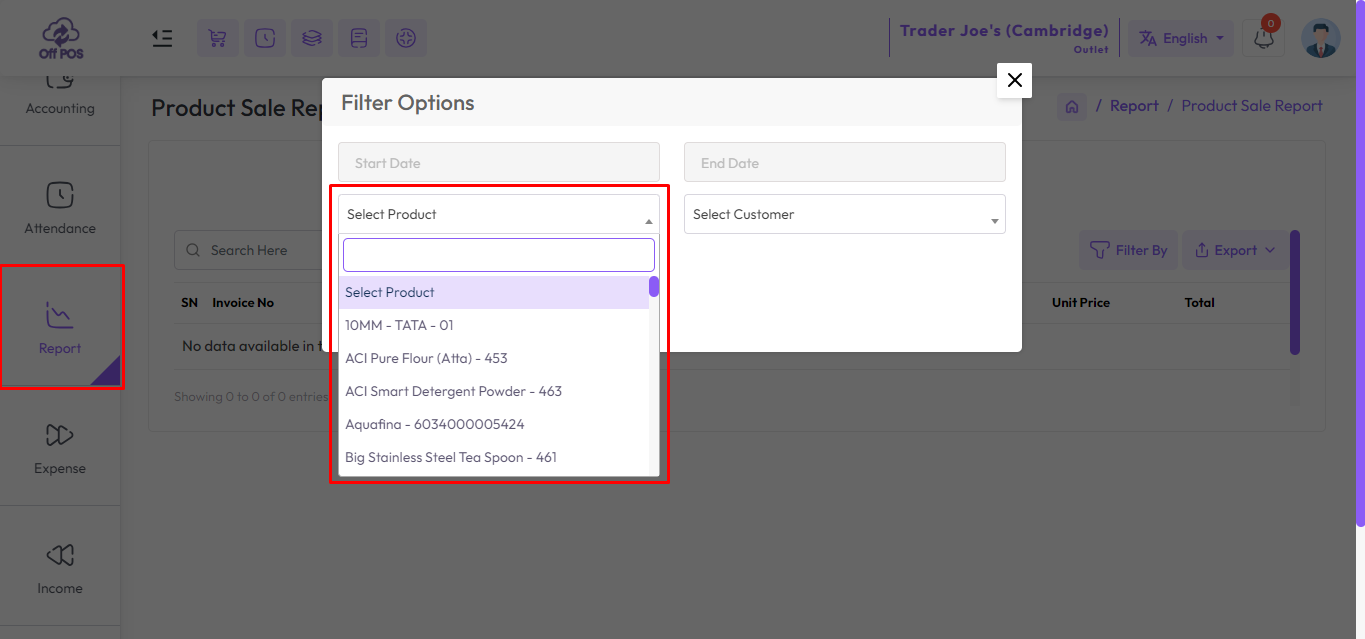 Off POS
Trader Joe's (Cambridge)
Outlet
English
0
Accounting
Attendance
Report
Expense
Income
Product Sale Rep
/ Report / Product Sale Report
Filter Options
Start Date
End Date
Select Product
Select Customer
Select Product
10MM - TATA - 01
ACI Pure Flour (Atta) - 453
ACI Smart Detergent Powder - 463
Aquafina - 6034000005424
Big Stainless Steel Tea Spoon - 461
Search Here
Filter By
Export
SN Invoice No Unit Price Total
No data available in t
Showing 0 to 0 of 0 entries